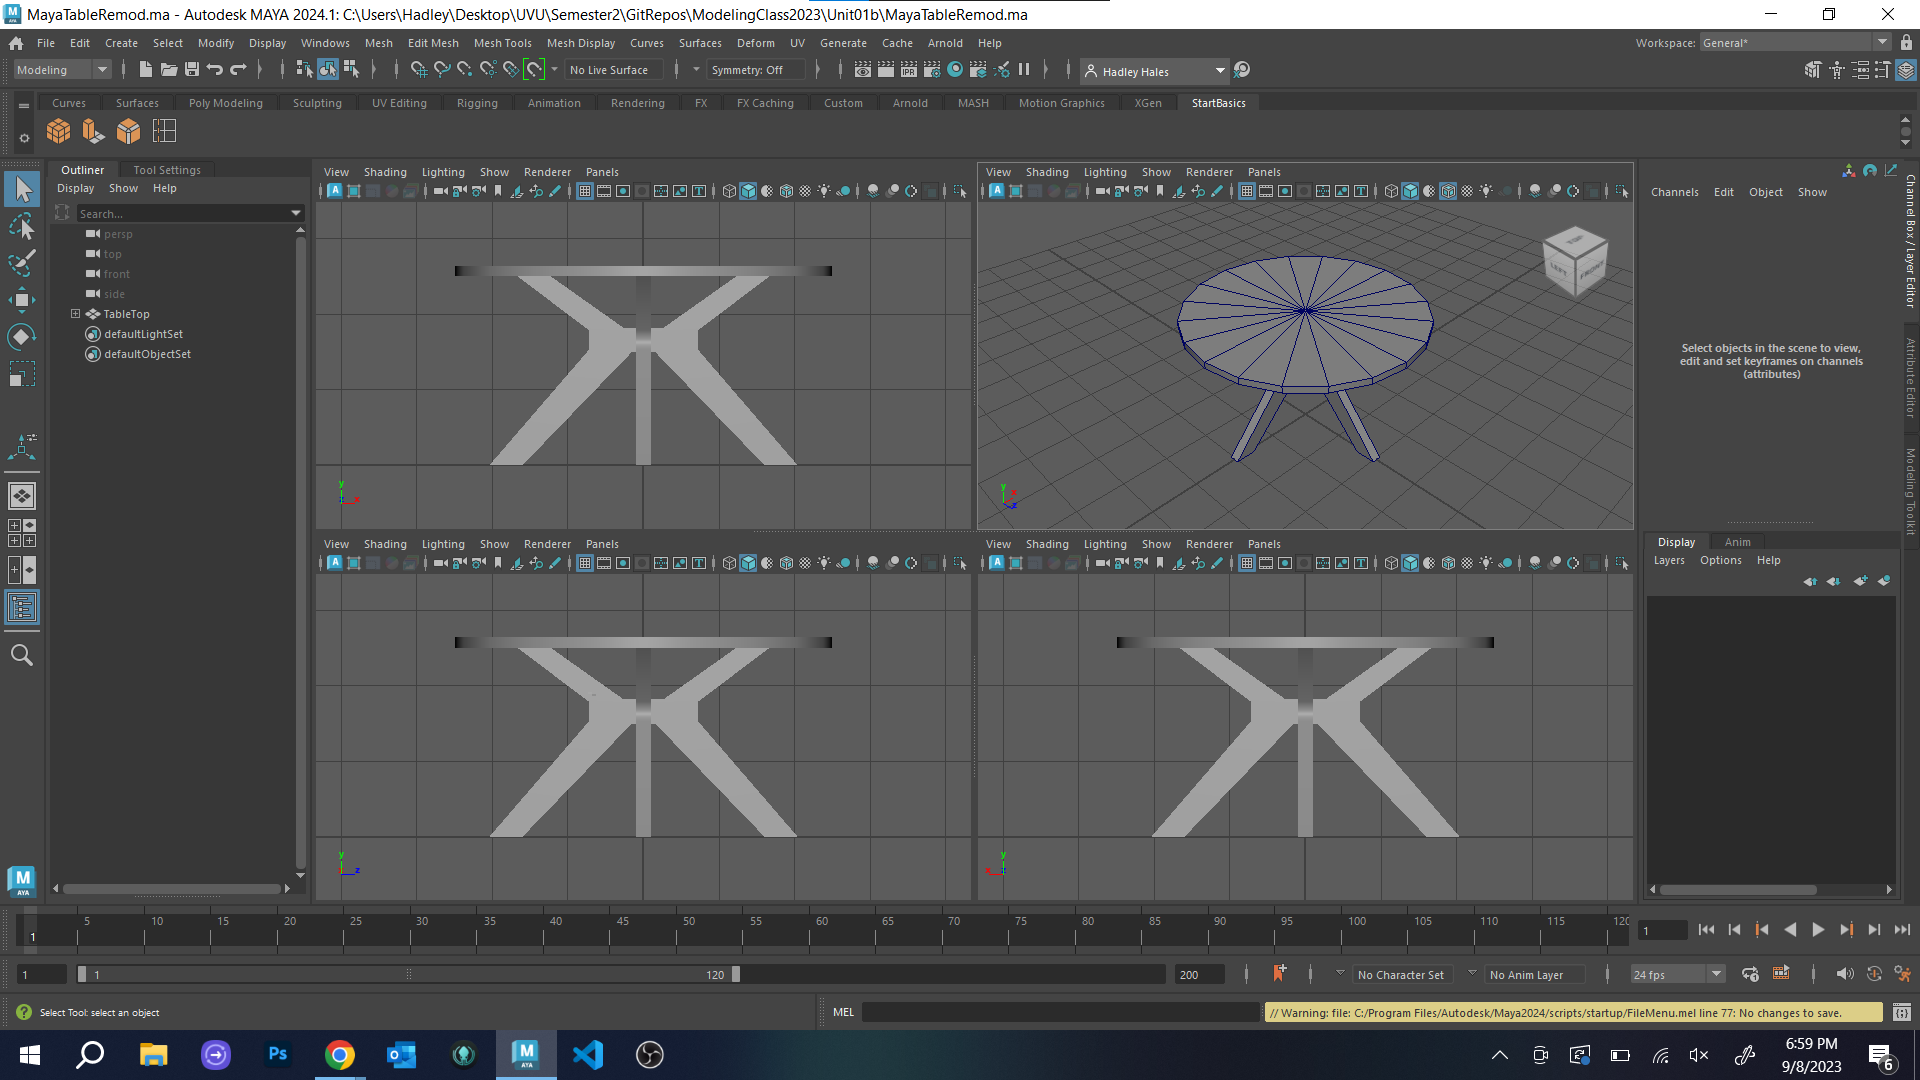 MayaTableRemod.ma - Autodesk MAYA 2024.1: C:\Users\Hadley\Desktop\UVU\Semester2\GitRepos\ModelingClass2023\Unit01b\MayaTableRemod.ma
File Edit Create Select Modify Display Windows Mesh Edit Mesh Mesh Tools Mesh Display Curves Surfaces Deform UV Generate Cache Arnold Help
Workspace: General*
Modeling No Live Surface Symmetry: Off IPR Hadley Hales
Curves Surfaces Poly Modeling Sculpting UV Editing Rigging Animation Rendering FX FX Caching Custom Arnold MASH Motion Graphics XGen StartBasics
Outliner Tool Settings
Display Show Help
Search...
persp
top
front
side
TableTop
defaultLightSet
defaultObjectSet
View Shading Lighting Show Renderer Panels
y
z x
View Shading Lighting Show Renderer Panels
TOP
LEFT FRONT
y
x
z
View Shading Lighting Show Renderer Panels
y
z
View Shading Lighting Show Renderer Panels
y
x z
Channels Edit Object Show
Select objects in the scene to view,
edit and set keyframes on channels
(attributes)
Channel Box / Layer Editor
Attribute Editor
Modeling Toolkit
Display Anim
Layers Options Help
M
AYA
5 10 15 20 25 30 35 40 45 50 55 60 65 70 75 80 85 90 95 100 105 110 115 120
1
1
1 1 120 200 No Character Set No Anim Layer 24 fps
Select Tool: select an object
MEL
// Warning: file: C:/Program Files/Autodesk/Maya2024/scripts/startup/FileMenu.mel line 77: No changes to save.
Ps
M
AYA
6:59 PM
9/8/2023
6